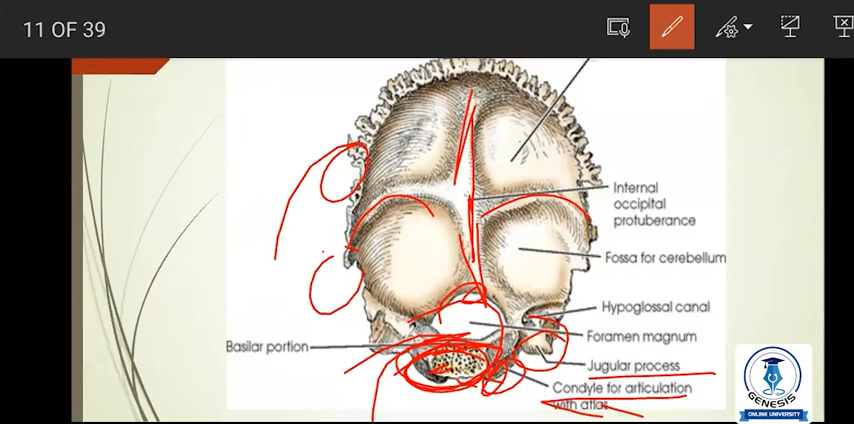 11 OF 39
Internal
occipital
protuberance
Fossa for cerebellum
Hypoglossal canal
Foramen magnum
Basilar portion
Jugular process
Condyle for articulation
with atlas
GENESIS
ONLINE UNIVERSITY